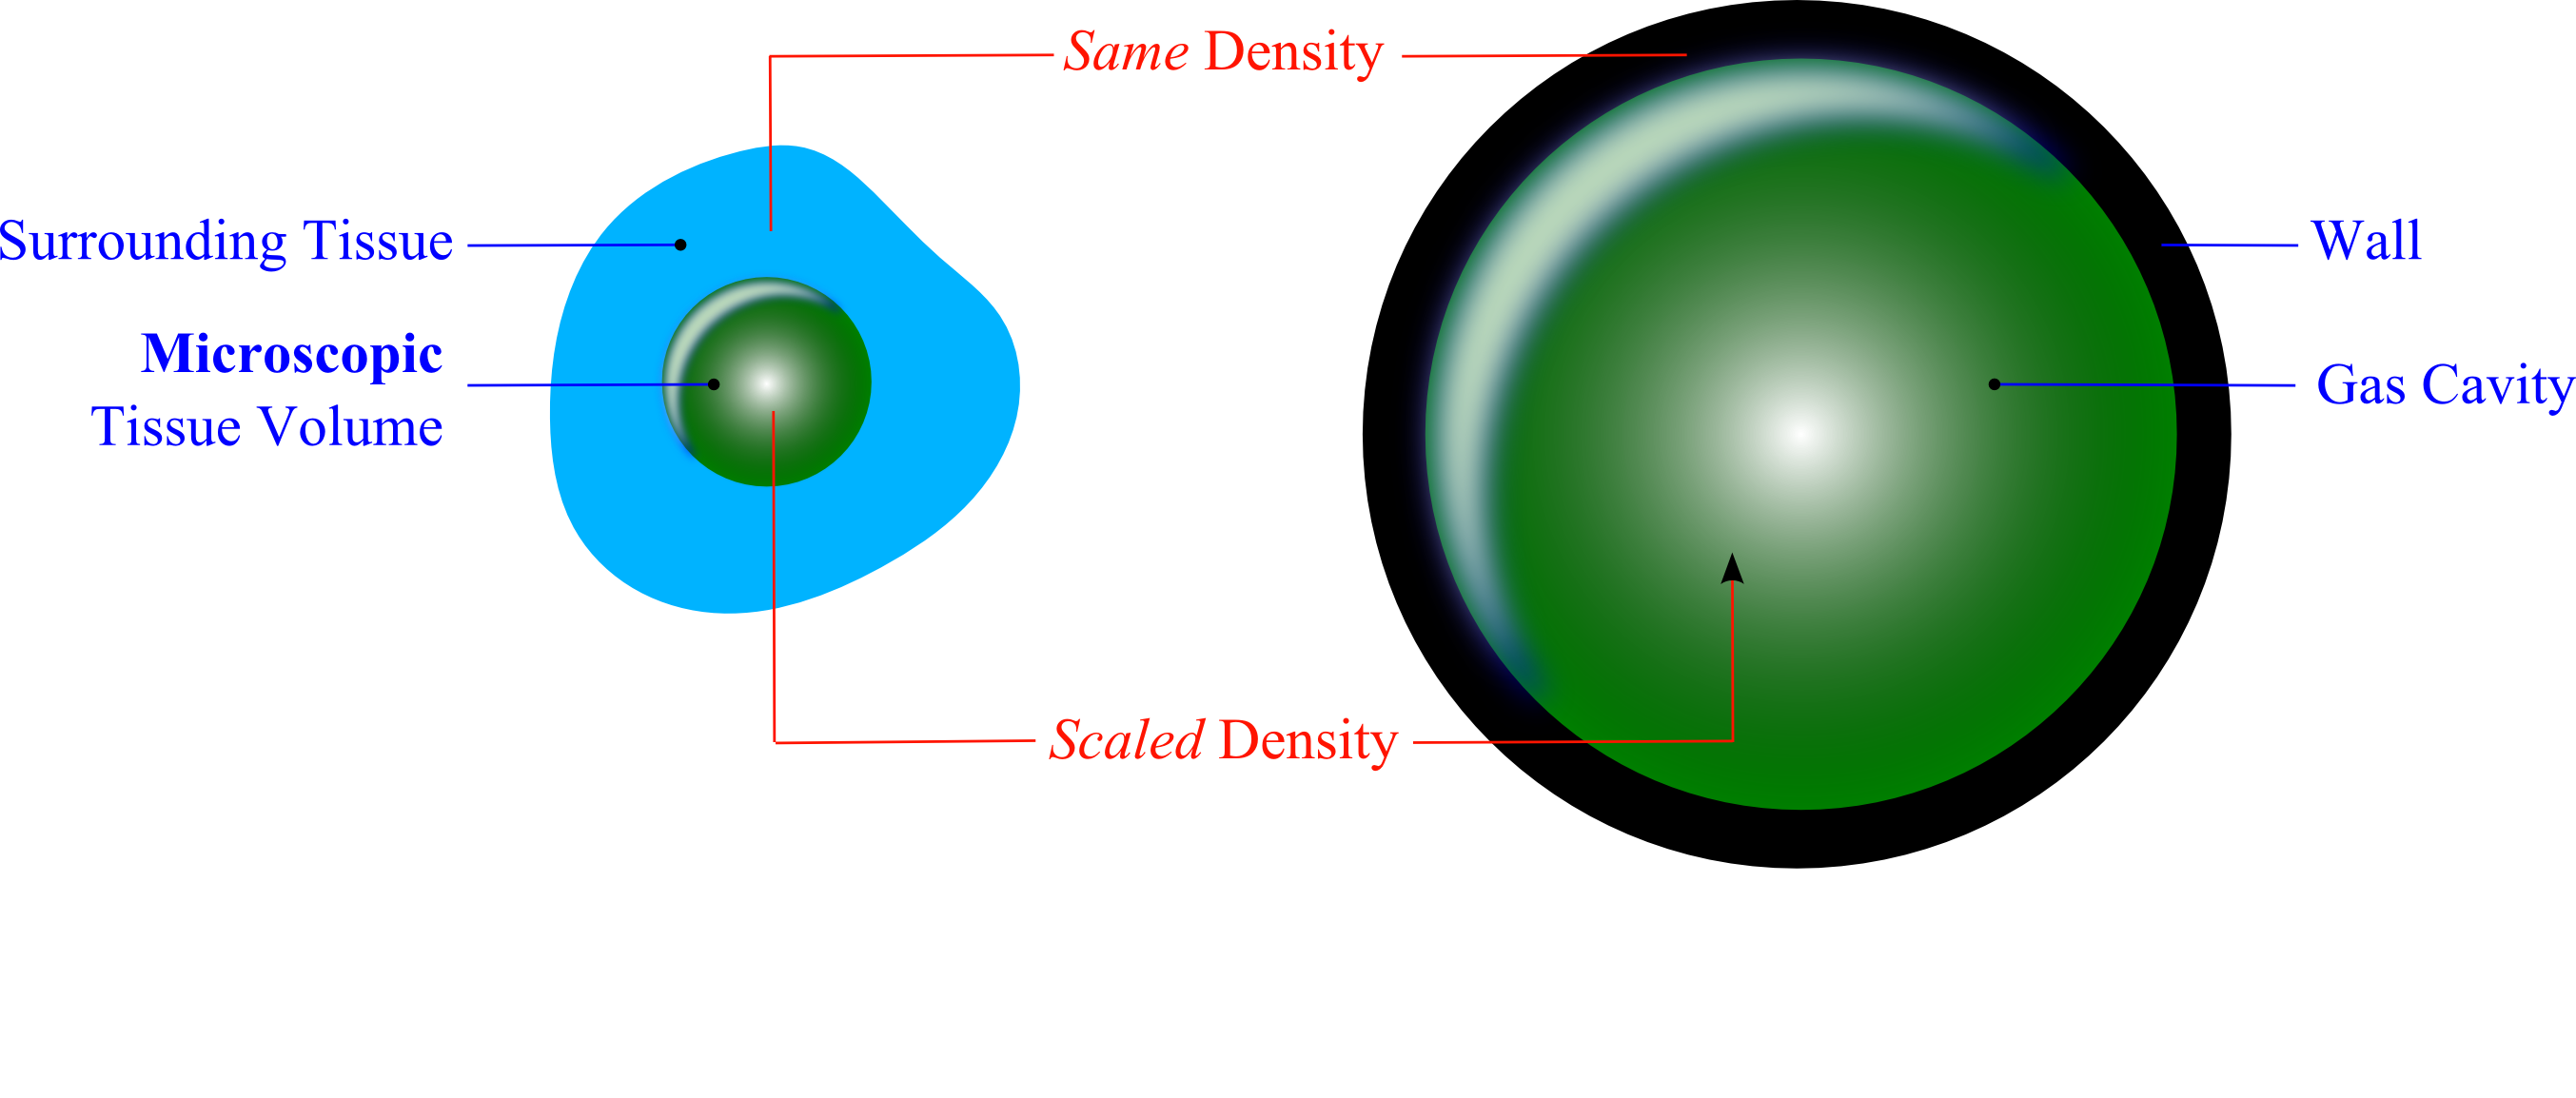 Same Density
Surrounding Tissue
Wall
Microscopic
Tissue Volume
Gas Cavity
Scaled Density